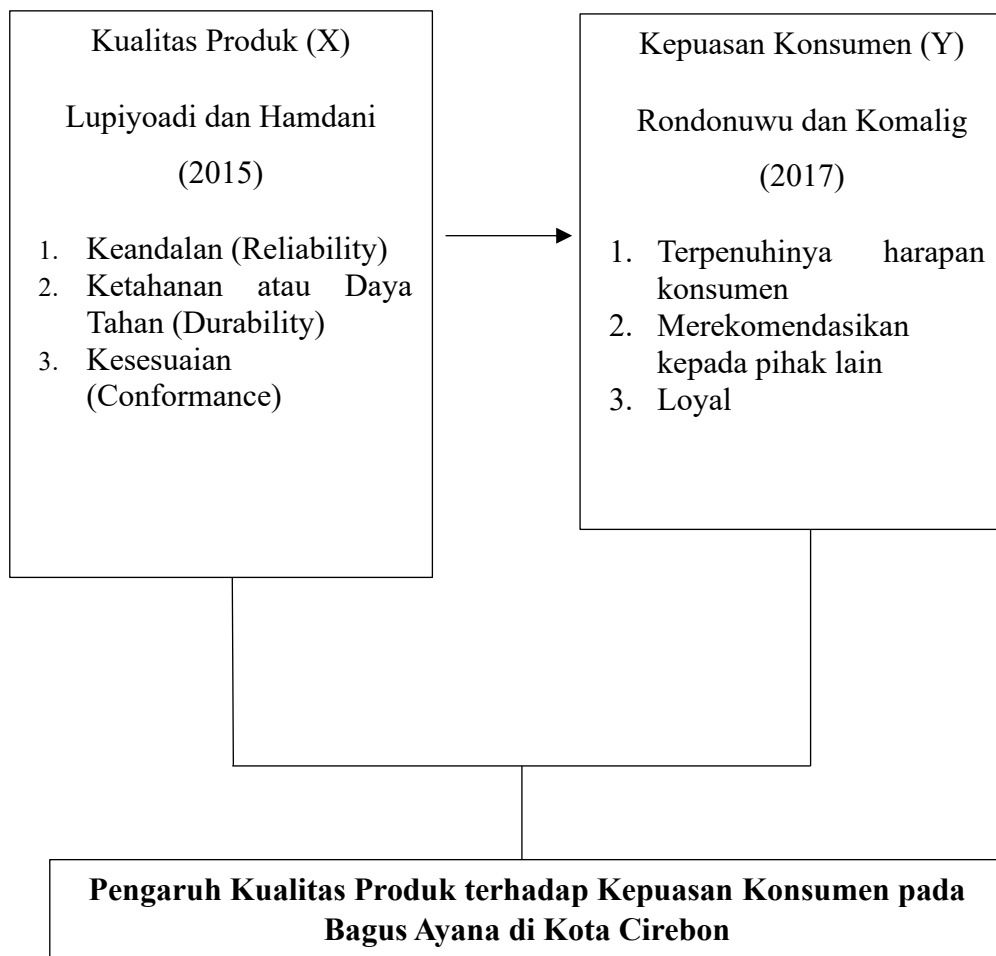 Kualitas Produk (X)
Lupiyoadi dan Hamdani
(2015)
1. Keandalan (Reliability)
2. Ketahanan atau Daya
Tahan (Durability)
3. Kesesuaian
(Conformance)
Kepuasan Konsumen (Y)
Rondonuwu dan Komalig
(2017)
1. Terpenuhinya harapan
konsumen
2. Merekomendasikan
kepada pihak lain
3. Loyal
Pengaruh Kualitas Produk terhadap Kepuasan Konsumen pada
Bagus Ayana di Kota Cirebon